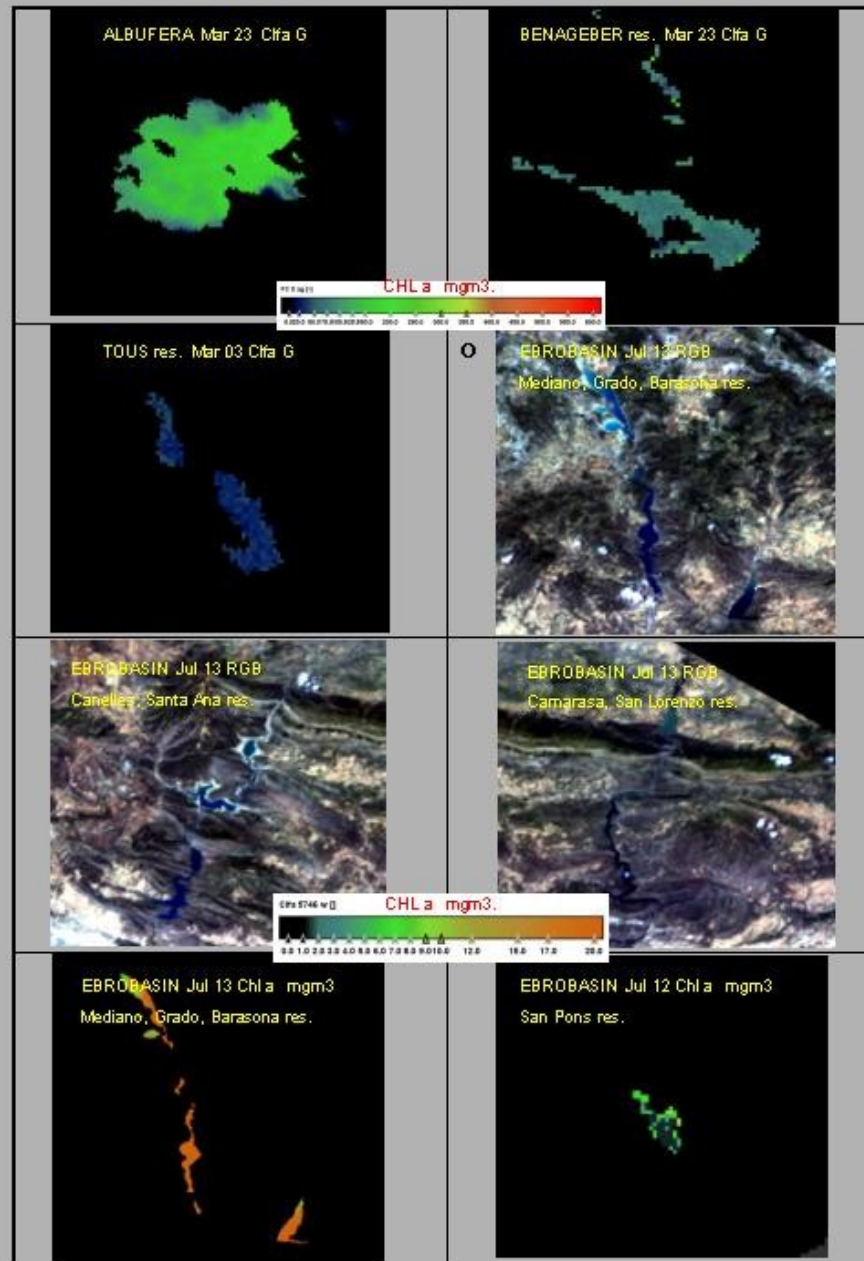 ALBUFERA Mar 23 Clfa G
BENAGEBER res. Mar 23 Clfa G
CHL a mgm3.
TOUS res. Mar 03 Clfa G
O
EBROBASIN Jul 13 RGB
Mediano, Grado, Barasona res.
EBROBASIN Jul 13 RGB
Canelles, Santa Ana res.
EBROBASIN Jul 13 RGB
Camarasa, San Lorenzo res.
CHL a mgm3.
0.0 1.0 2.0 3.0 4.0 5.0 6.0 7.0 8.0 9.0 10.0 12.0 15.0 17.0 20.0
EBROBASIN Jul 13 Chl a mgm3
Mediano, Grado, Barasona res.
EBROBASIN Jul 12 Chl a mgm3
San Pons res.